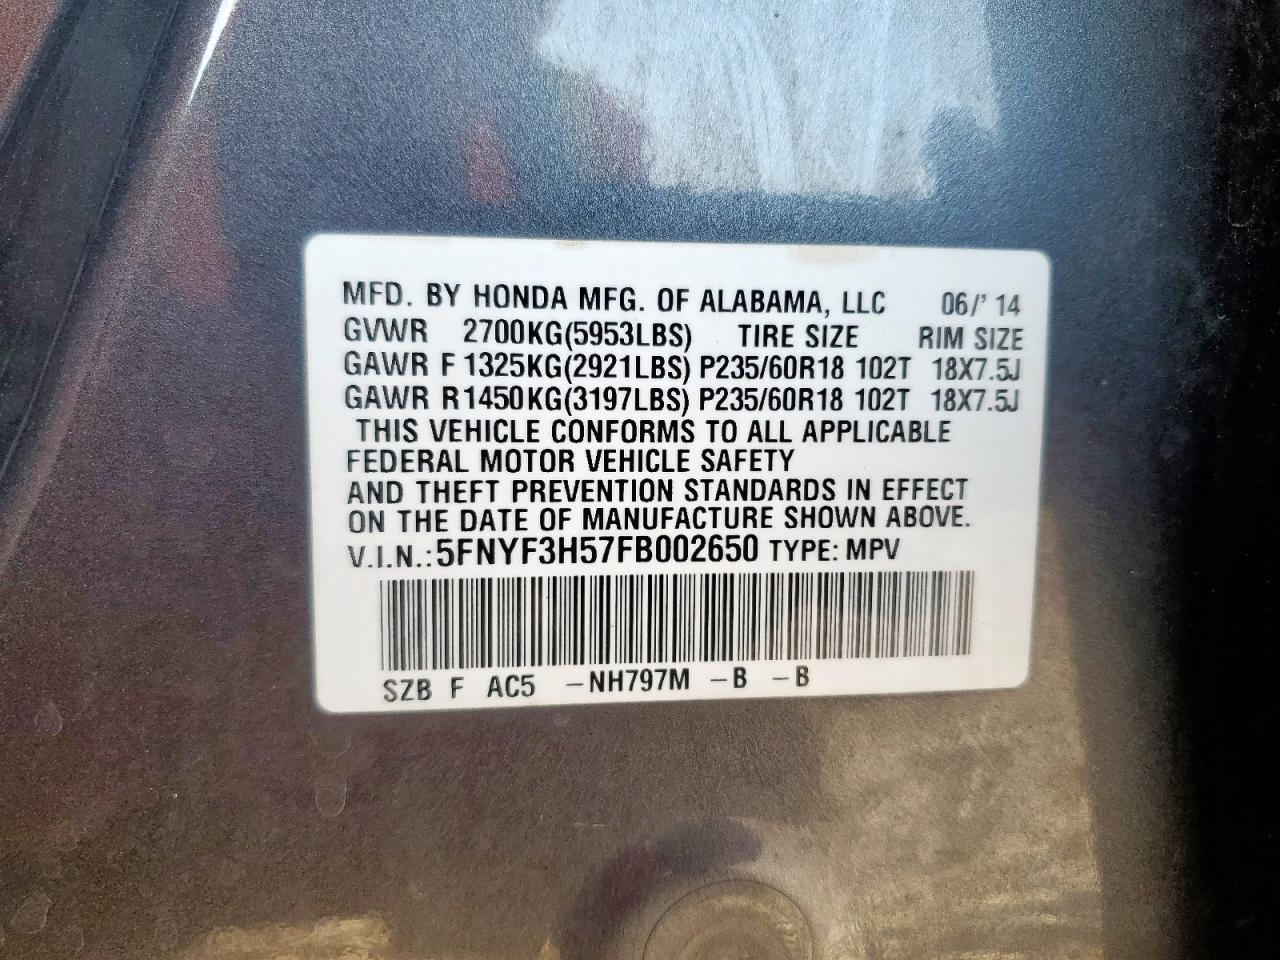 MFD. BY HONDA MFG. OF ALABAMA, LLC 06/' 14
GVWR 2700KG(5953LBS) TIRE SIZE RIM SIZE
GAWR F 1325KG(2921LBS) P235/60R18 102T 18X7.5J
GAWR R1450KG(3197LBS) P235/60R18 102T 18X7.5J
THIS VEHICLE CONFORMS TO ALL APPLICABLE
FEDERAL MOTOR VEHICLE SAFETY
AND THEFT PREVENTION STANDARDS IN EFFECT
ON THE DATE OF MANUFACTURE SHOWN ABOVE.
V.I.N.: 5FNYF3H57FB002650 TYPE: MPV
SZB F AC5 -NH797M -B -B